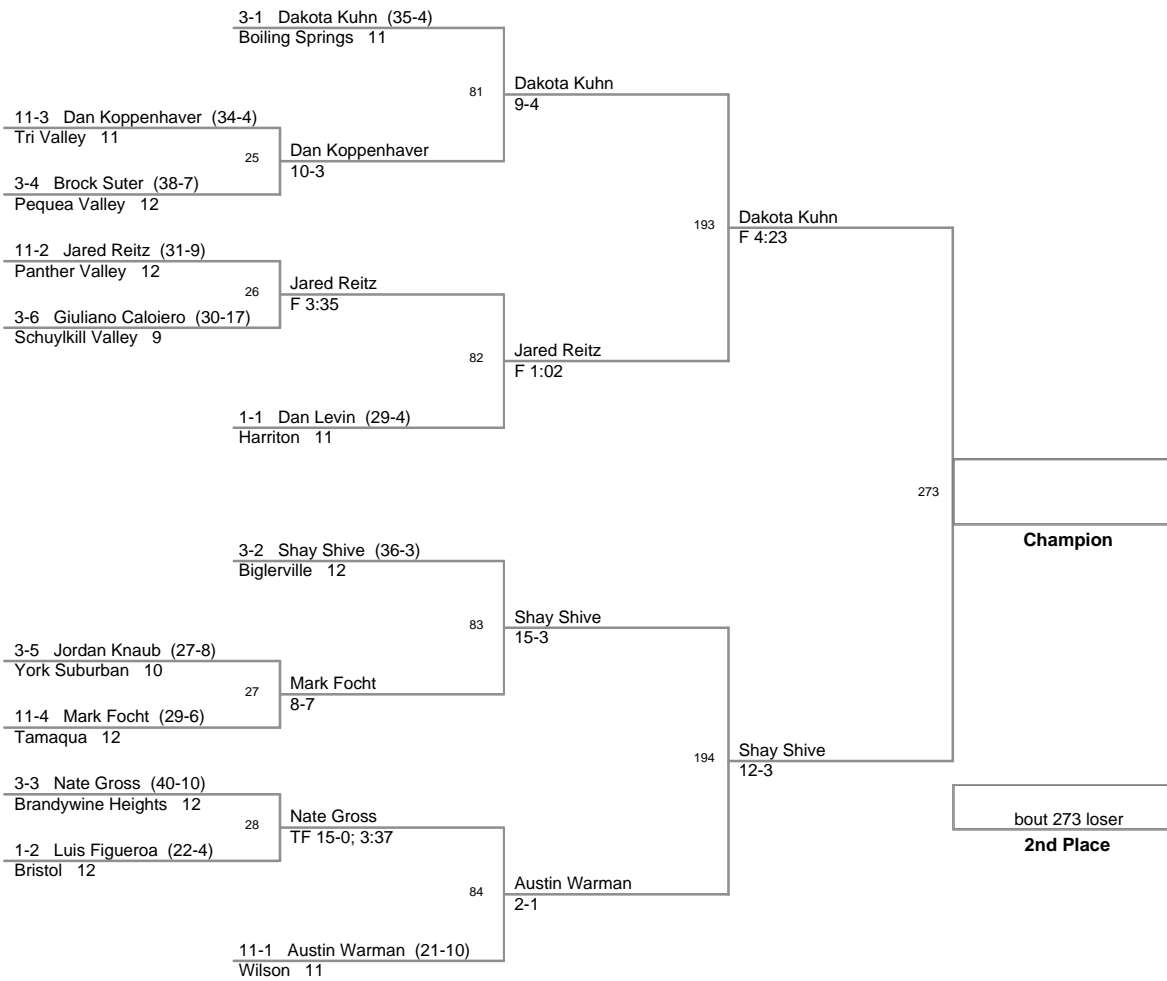 3-1 Dakota Kuhn (35-4)
Boiling Springs 11
81
Dakota Kuhn
9-4
11-3 Dan Koppenhaver (34-4)
Tri Valley 11
25
Dan Koppenhaver
10-3
3-4 Brock Suter (38-7)
Pequea Valley 12
193
Dakota Kuhn
F 4:23
11-2 Jared Reitz (31-9)
Panther Valley 12
26
Jared Reitz
F 3:35
3-6 Giuliano Caloiero (30-17)
Schuylkill Valley 9
82
Jared Reitz
F 1:02
1-1 Dan Levin (29-4)
Harriton 11
273
Champion
3-2 Shay Shive (36-3)
Biglerville 12
83
Shay Shive
15-3
3-5 Jordan Knaub (27-8)
York Suburban 10
27
Mark Focht
8-7
11-4 Mark Focht (29-6)
Tamaqua 12
194
Shay Shive
12-3
3-3 Nate Gross (40-10)
Brandywine Heights 12
28
Nate Gross
TF 15-0; 3:37
1-2 Luis Figueroa (22-4)
Bristol 12
bout 273 loser
2nd Place
84
Austin Warman
2-1
11-1 Austin Warman (21-10)
Wilson 11